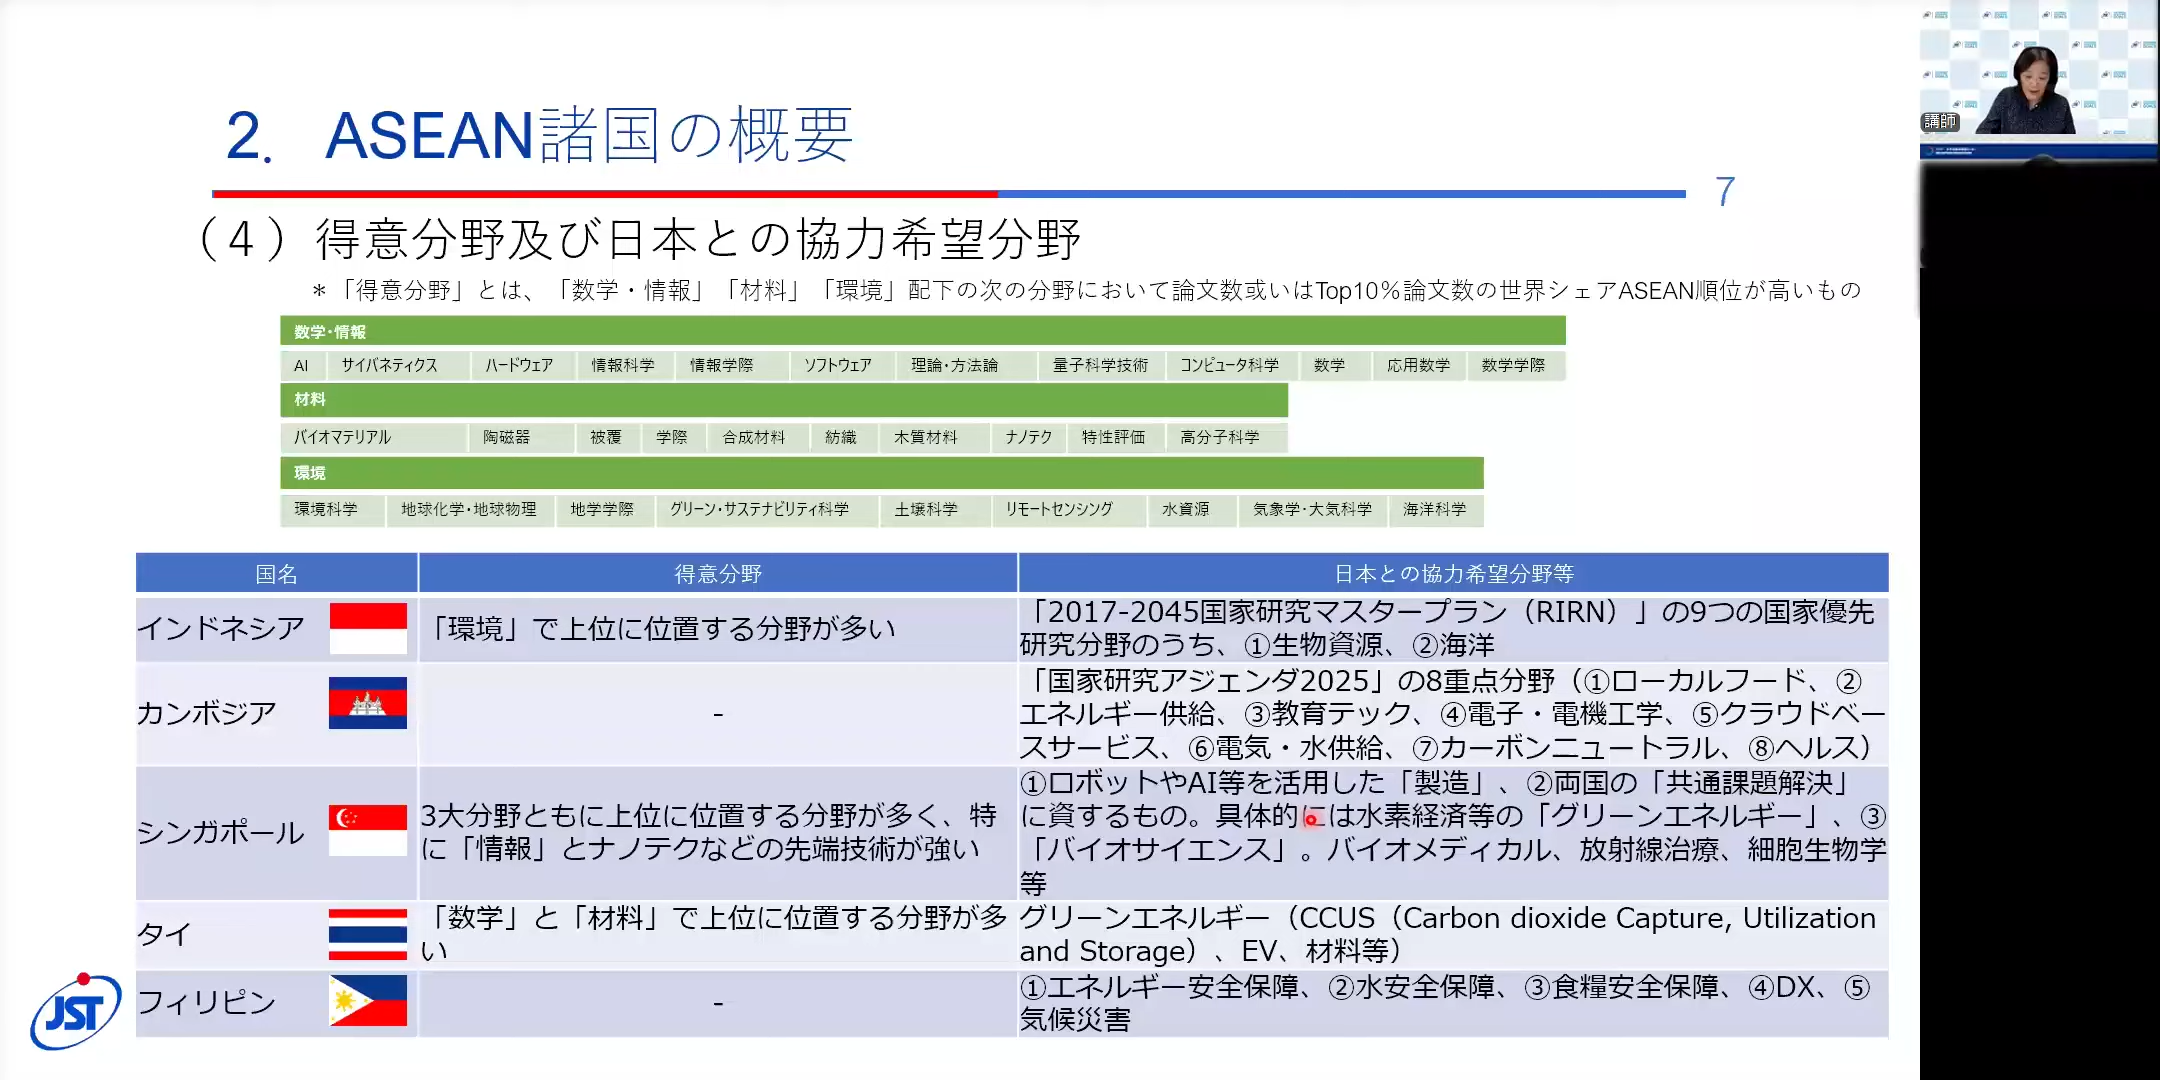 2. ASEAN諸国の概要
7
（4）得意分野及び日本との協力希望分野
＊「得意分野」とは、「数学・情報」「材料」「環境」配下の次の分野において論文数或いはTop10％論文数の世界シェアASEAN順位が高いもの
数学・情報
AI サイバネティクス ハードウェア 情報科学 情報学際 ソフトウェア 理論・方法論 量子科学技術 コンピュータ科学 数学 応用数学 数学学際
材料
バイオマテリアル 陶磁器 被覆 学際 合成材料 紡織 木質材料 ナノテク 特性評価 高分子科学
環境
環境科学 地球化学・地球物理 地学学際 グリーン・サステナビリティ科学 土壌科学 リモートセンシング 水資源 気象学・大気科学 海洋科学
国名 得意分野 日本との協力希望分野等
インドネシア
「環境」で上位に位置する分野が多い
「2017-2045国家研究マスタープラン（RIRN）」の9つの国家優先
研究分野のうち、①生物資源、②海洋
カンボジア
-
「国家研究アジェンダ2025」の8重点分野（①ローカルフード、②
エネルギー供給、③教育テック、④電子・電機工学、⑤クラウドベー
スサービス、⑥電気・水供給、⑦カーボンニュートラル、⑧ヘルス）
シンガポール
3大分野ともに上位に位置する分野が多く、特
に「情報」とナノテクなどの先端技術が強い
①ロボットやAI等を活用した「製造」、②両国の「共通課題解決」
に資するもの。具体的には水素経済等の「グリーンエネルギー」、③
「バイオサイエンス」。バイオメディカル、放射線治療、細胞生物学
等
タイ
「数学」と「材料」で上位に位置する分野が多
い
グリーンエネルギー（CCUS（Carbon dioxide Capture, Utilization
and Storage）、EV、材料等）
フィリピン
-
①エネルギー安全保障、②水安全保障、③食糧安全保障、④DX、⑤
気候災害
JST
講師